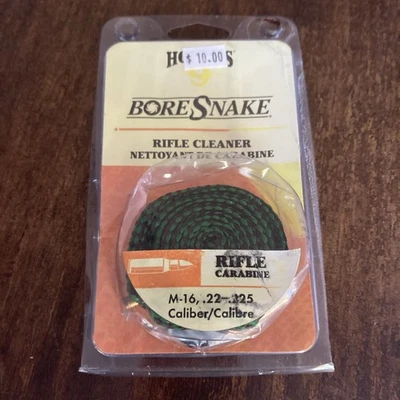 $ 10.00
BORESNAKE
RIFLE CLEANER
NETTOYANT DE CARABINE
RIFLE
CARABINE
M-16, .22-.225
Caliber/Calibre